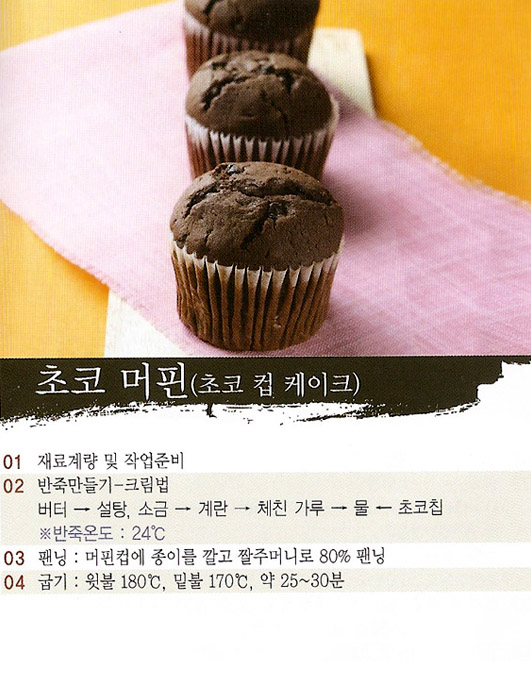 초코 머핀(초코 컵 케이크)
01 재료계량 및 작업준비
02 반죽만들기-크림법
버터 → 설탕, 소금 → 계란 → 체친 가루 → 물 ← 초코칩
※반죽온도 : 24℃
03 팬닝 : 머핀컵에 종이를 깔고 짤주머니로 80% 팬닝
04 굽기 : 윗불 180℃, 밑불 170℃, 약 25~30분